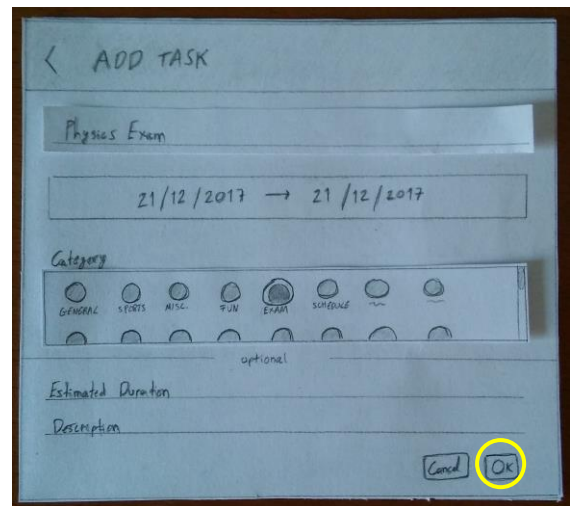 < ADD TASK
Physics Exam
21/12/2017 → 21/12/2017
Category
GENERAL SPORTS MISC. FUN EXAM SCHEDULE
optional
Estimated Duration
Description
Cancel OK